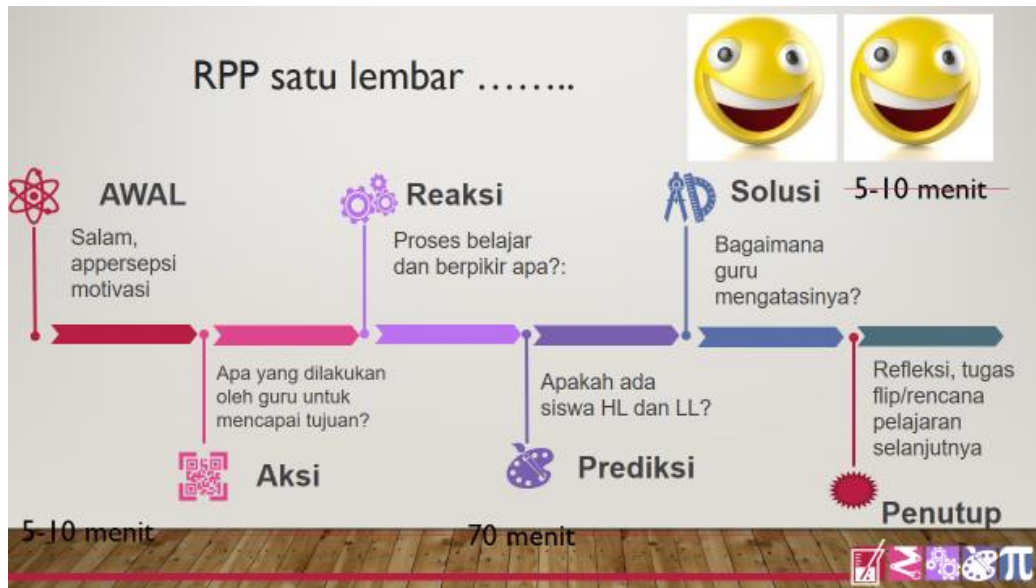 RPP satu lembar ........
AWAL
Salam,
appersepsi
motivasi
Reaksi
Proses belajar
dan berpikir apa?:
Solusi
5-10 menit
Bagaimana
guru
mengatasinya?
Apa yang dilakukan
oleh guru untuk
mencapai tujuan?
Aksi
Apakah ada
siswa HL dan LL?
Prediksi
Refleksi, tugas
flip/rencana
pelajaran
selanjutnya
Penutup
5-10 menit
70 menit
π